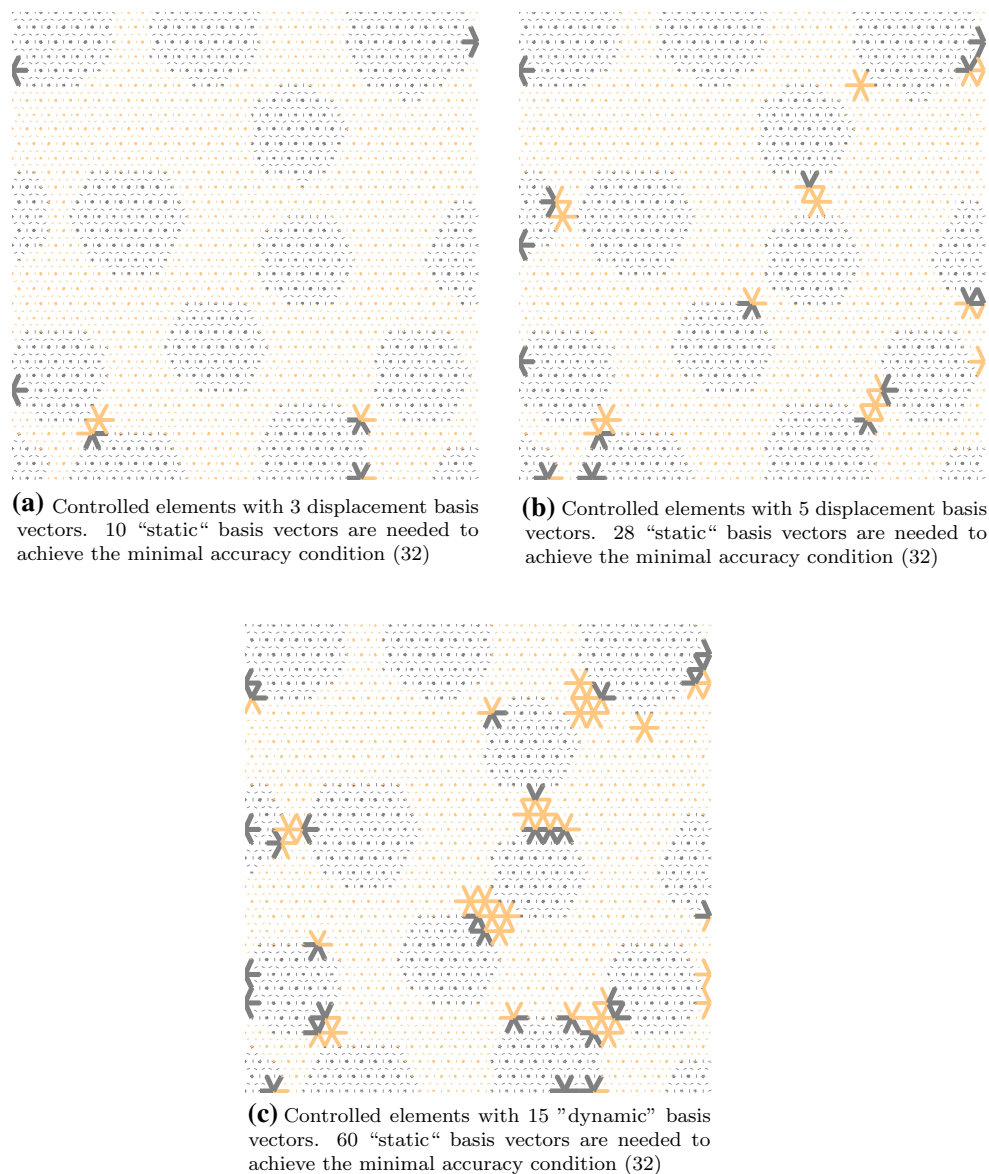 (a) Controlled elements with 3 displacement basis
vectors. 10 “static“ basis vectors are needed to
achieve the minimal accuracy condition (32)
(b) Controlled elements with 5 displacement basis
vectors. 28 “static“ basis vectors are needed to
achieve the minimal accuracy condition (32)
(c) Controlled elements with 15 ”dynamic” basis
vectors. 60 “static“ basis vectors are needed to
achieve the minimal accuracy condition (32)